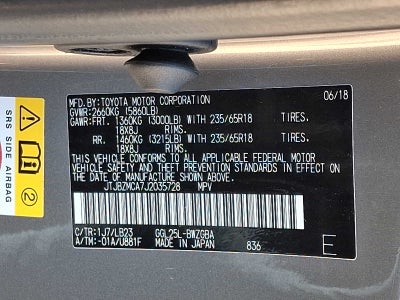 MFD.BY:TOYOTA MOTOR CORPORATION 06/18
GVWR:2660KG (5860LB)
GAWR:FRT. 1360KG (3000LB) WITH 235/65R18 TIRES.
18X8J RIMS.
RR. 1460KG (3215LB) WITH 235/65R18 TIRES.
18X8J RIMS.
THIS VEHICLE CONFORMS TO ALL APPLICABLE FEDERAL MOTOR
VEHICLE SAFETY AND THEFT PREVENTION STANDARDS IN EFFECT
ON THE DATE OF MANUFACTURE SHOWN ABOVE.
JTJBZMCA7J2035728 MPV
C/TR:1J7/LB23 GGL25L-BWZGBA
A/TM:-01A/U881F MADE IN JAPAN 836 E
SRS SIDE AIRBAG